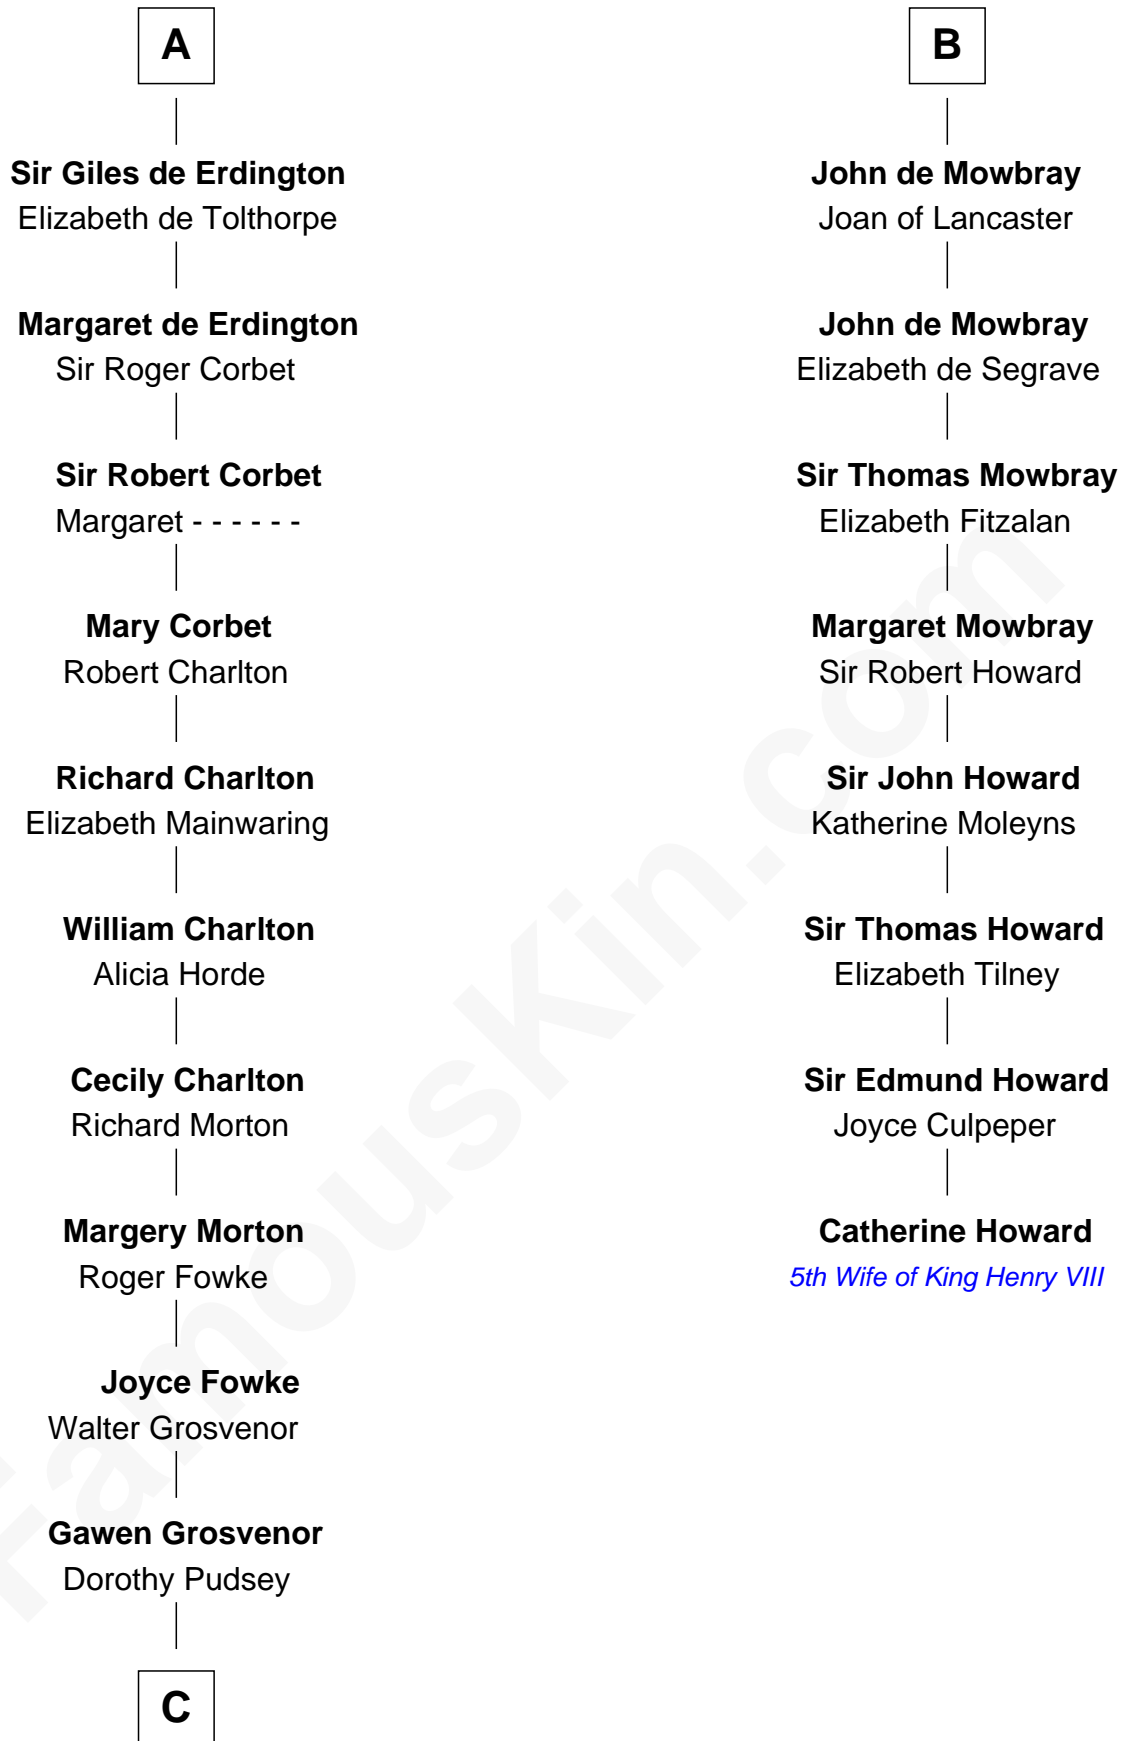 A
Sir Giles de Erdington
Elizabeth de Tolthorpe
Margaret de Erdington
Sir Roger Corbet
Sir Robert Corbet
Margaret - - - - - -
Mary Corbet
Robert Charlton
Richard Charlton
Elizabeth Mainwaring
William Charlton
Alicia Horde
Cecily Charlton
Richard Morton
Margery Morton
Roger Fowke
Joyce Fowke
Walter Grosvenor
Gawen Grosvenor
Dorothy Pudsey
C
B
John de Mowbray
Joan of Lancaster
John de Mowbray
Elizabeth de Segrave
Sir Thomas Mowbray
Elizabeth Fitzalan
Margaret Mowbray
Sir Robert Howard
Sir John Howard
Katherine Moleyns
Sir Thomas Howard
Elizabeth Tilney
Sir Edmund Howard
Joyce Culpeper
Catherine Howard
5th Wife of King Henry VIII
FamousKin.com